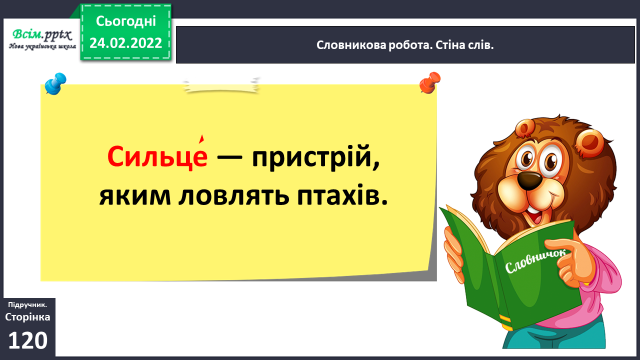 Всім.pptx
Нова українська школа
Сьогодні
24.02.2022
Словникова робота. Стіна слів.
Сильце́ — пристрій,
яким ловлять птахів.
Словничок
Підручник.
Сторінка
120